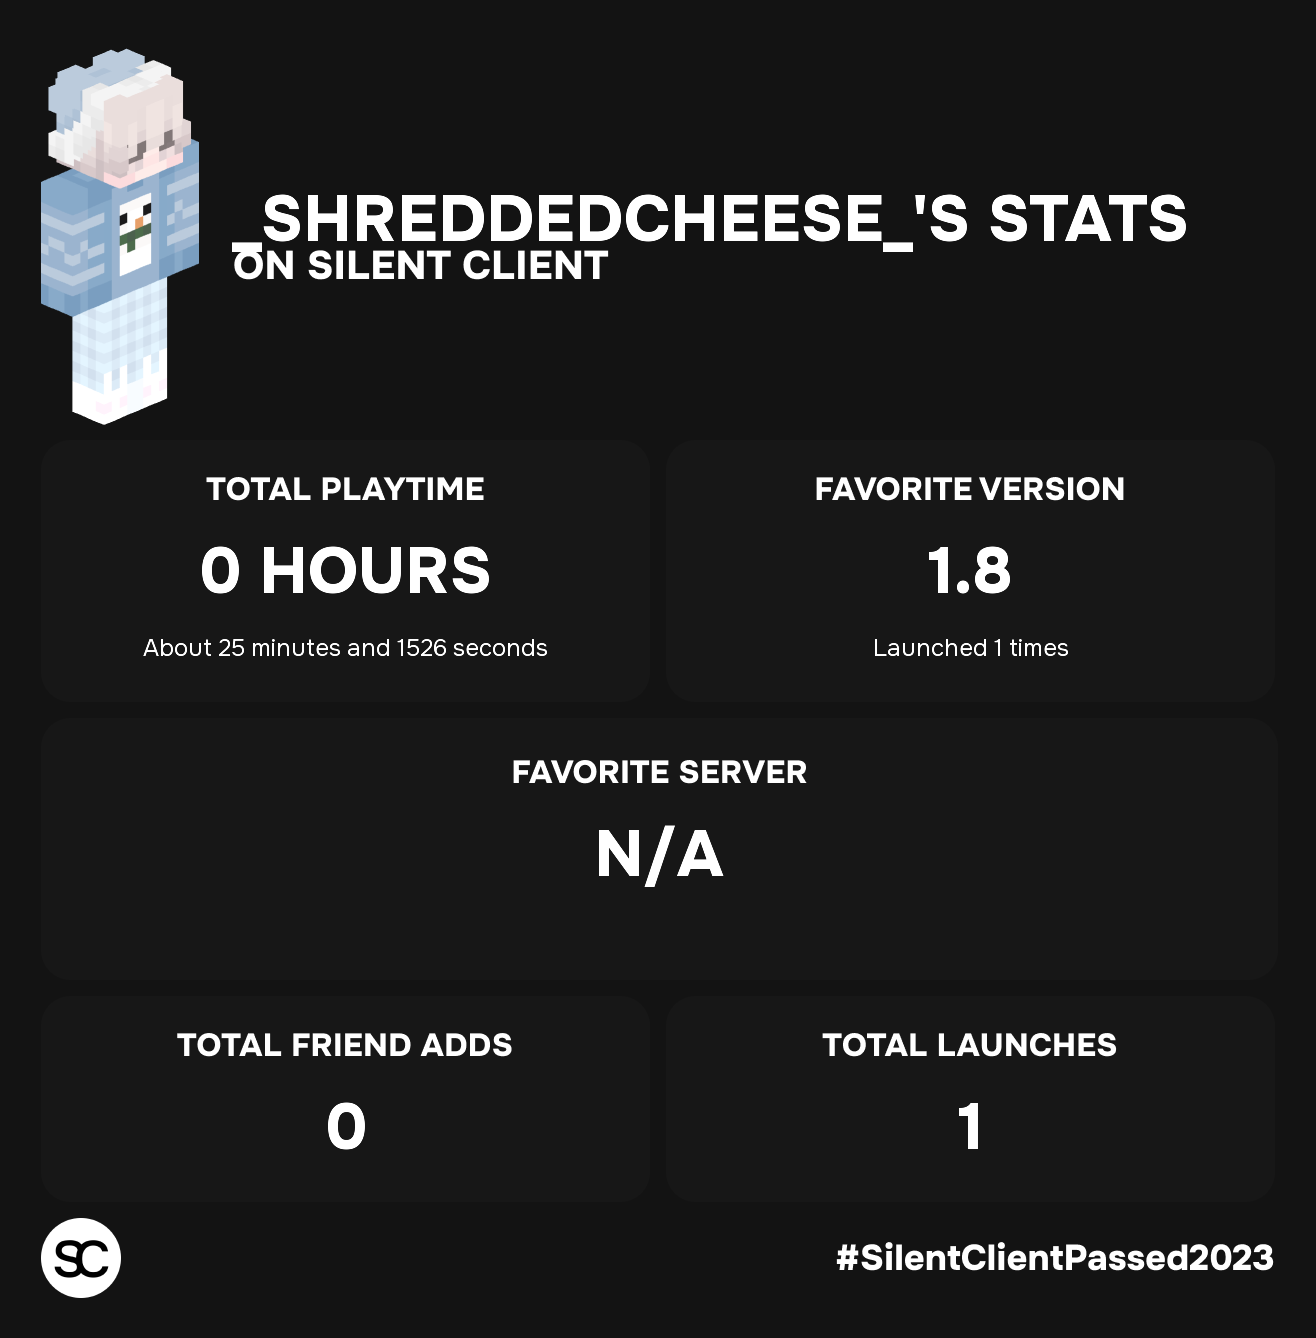 _SHREDDEDCHEESE_'S STATS
ON SILENT CLIENT
TOTAL PLAYTIME
0 HOURS
About 25 minutes and 1526 seconds
FAVORITE VERSION
1.8
Launched 1 times
FAVORITE SERVER
N/A
TOTAL FRIEND ADDS
0
TOTAL LAUNCHES
1
SC
#SilentClientPassed2023